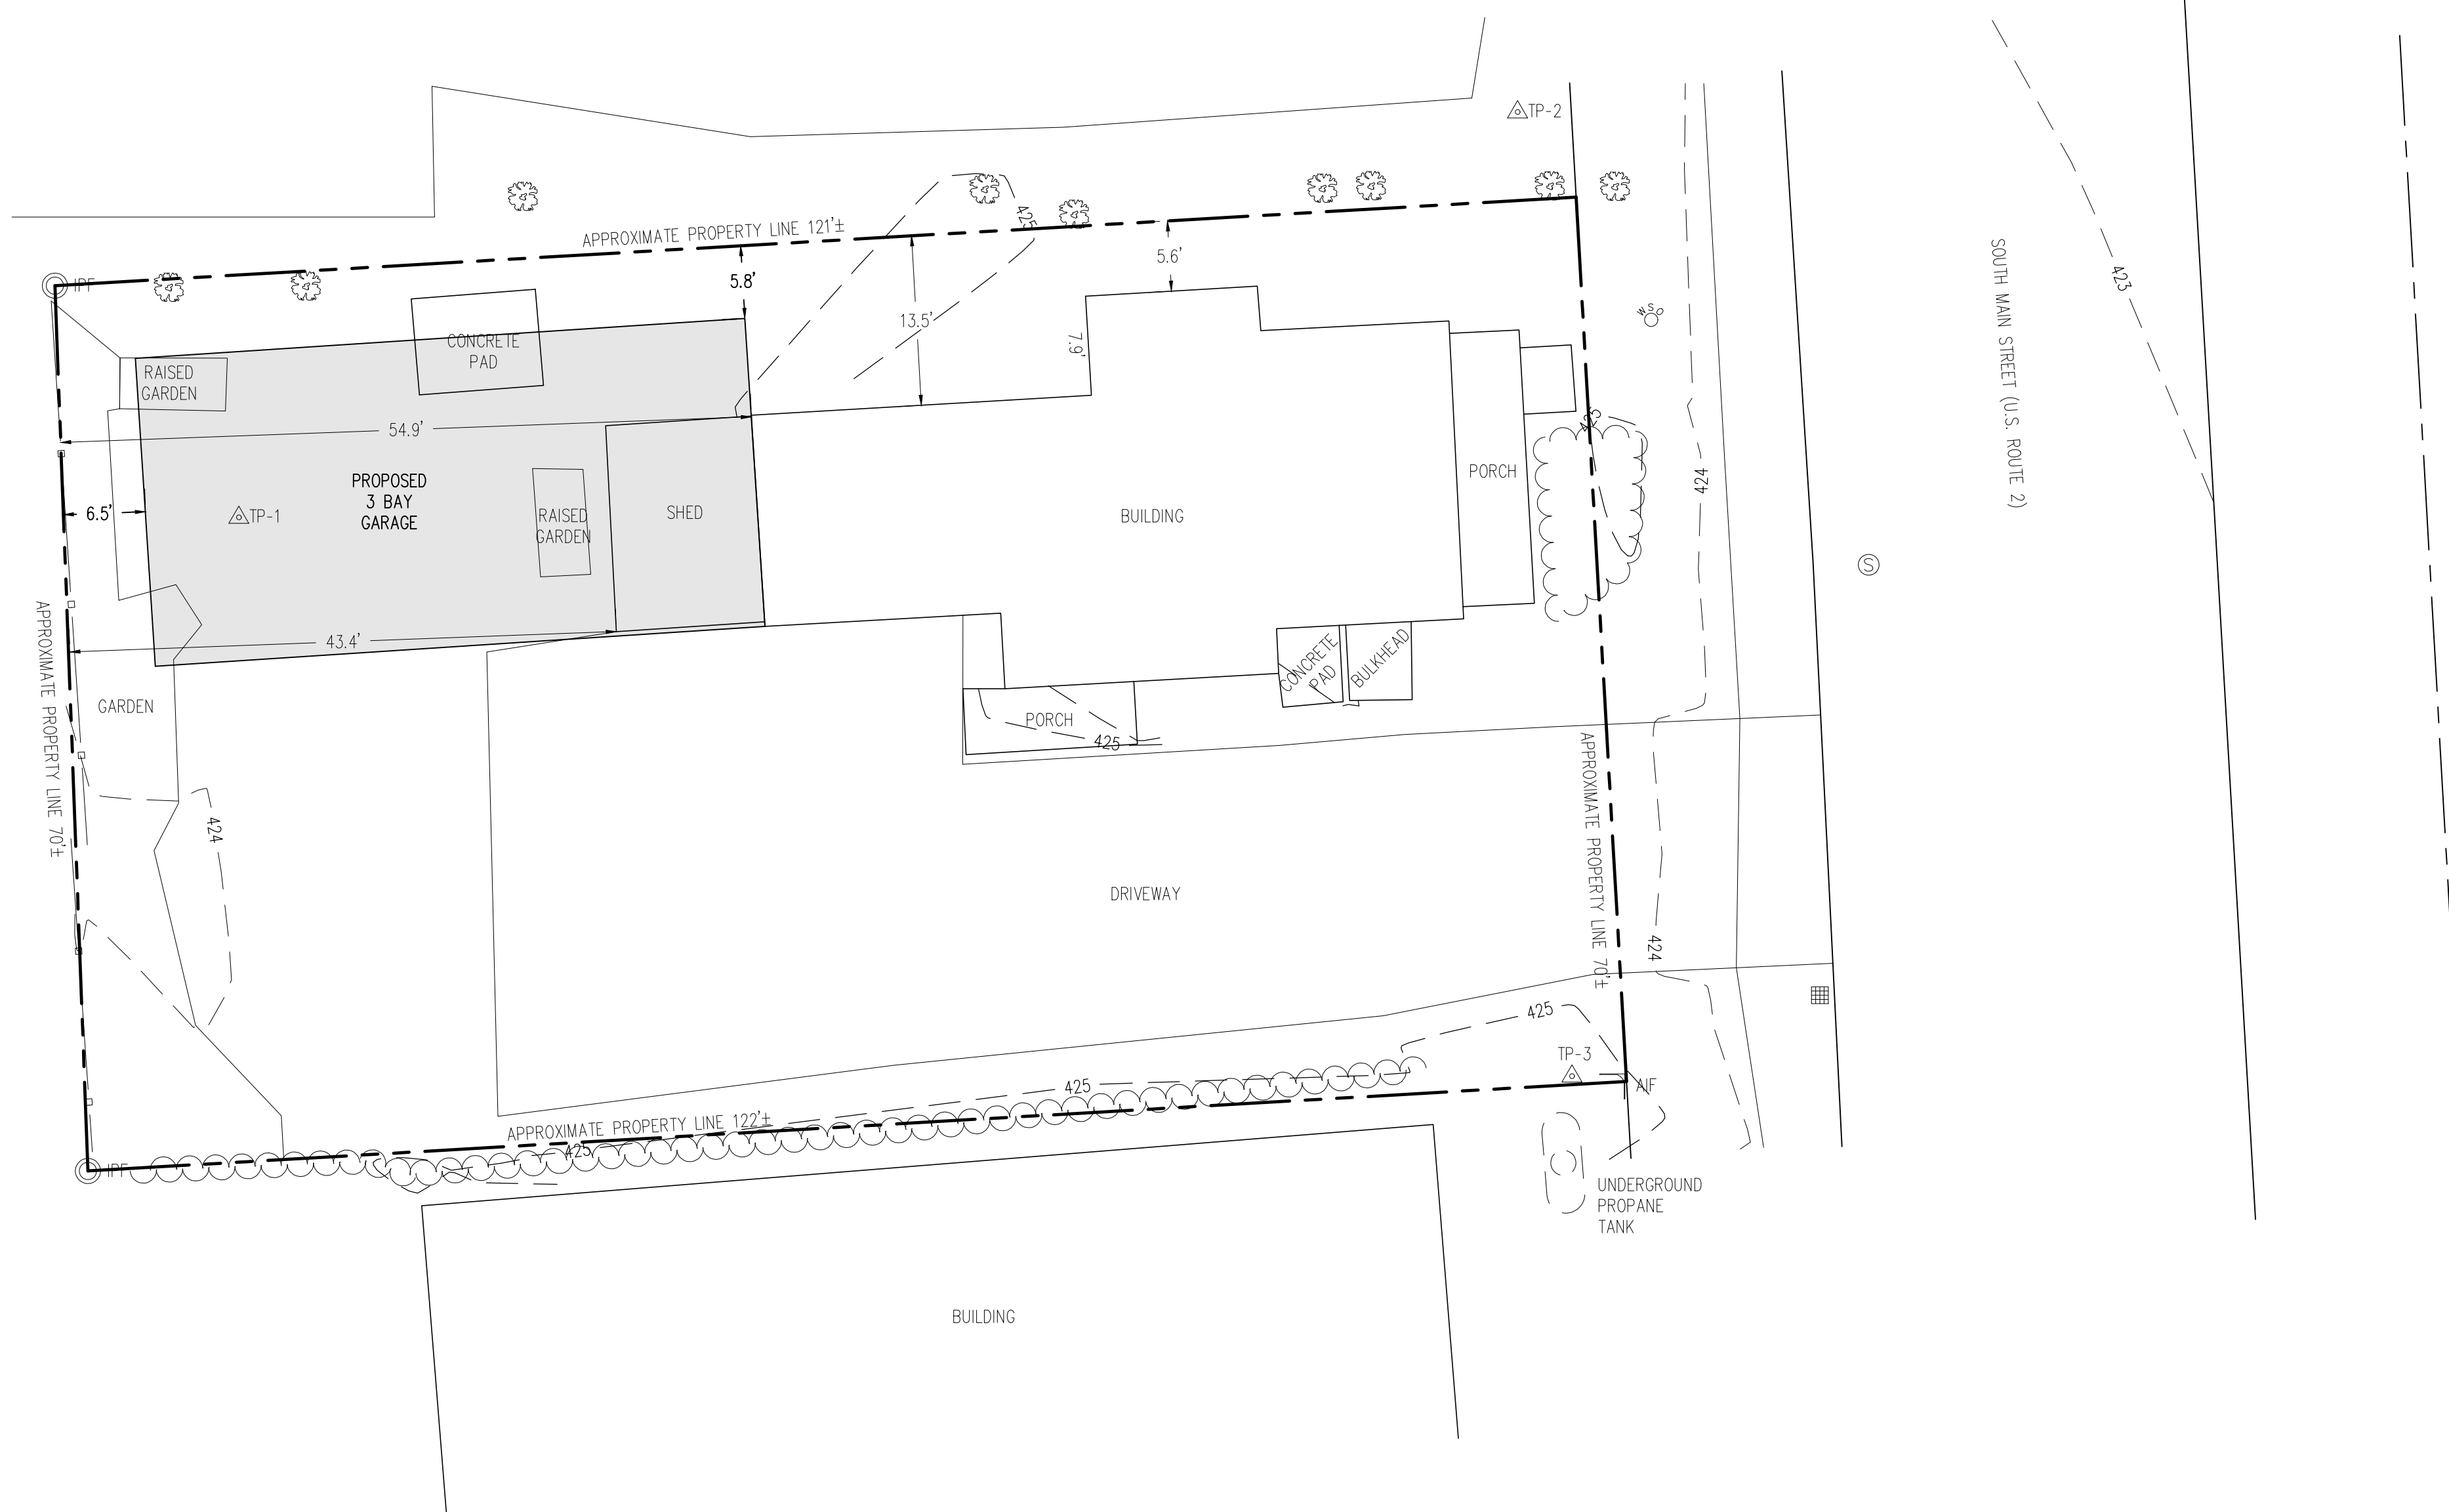 TP-2
425
APPROXIMATE PROPERTY LINE 121'±
5.6'
SOUTH MAIN STREET (U.S. ROUTE 2)
423
IPF
5.8'
WSO
13.5'
7.9'
CONCRETE
PAD
RAISED
GARDEN
54.9'
425
PORCH
424
PROPOSED
3 BAY
GARAGE
6.5'
TP-1
RAISED
GARDEN
SHED
BUILDING
S
43.4'
CONCRETE
PAD
BULKHEAD
APPROXIMATE PROPERTY LINE 70'±
GARDEN
PORCH
425
APPROXIMATE PROPERTY LINE 70'±
424
DRIVEWAY
424
425
TP-3
425
AIF
APPROXIMATE PROPERTY LINE 122'±
425
IPF
UNDERGROUND
PROPANE
TANK
BUILDING